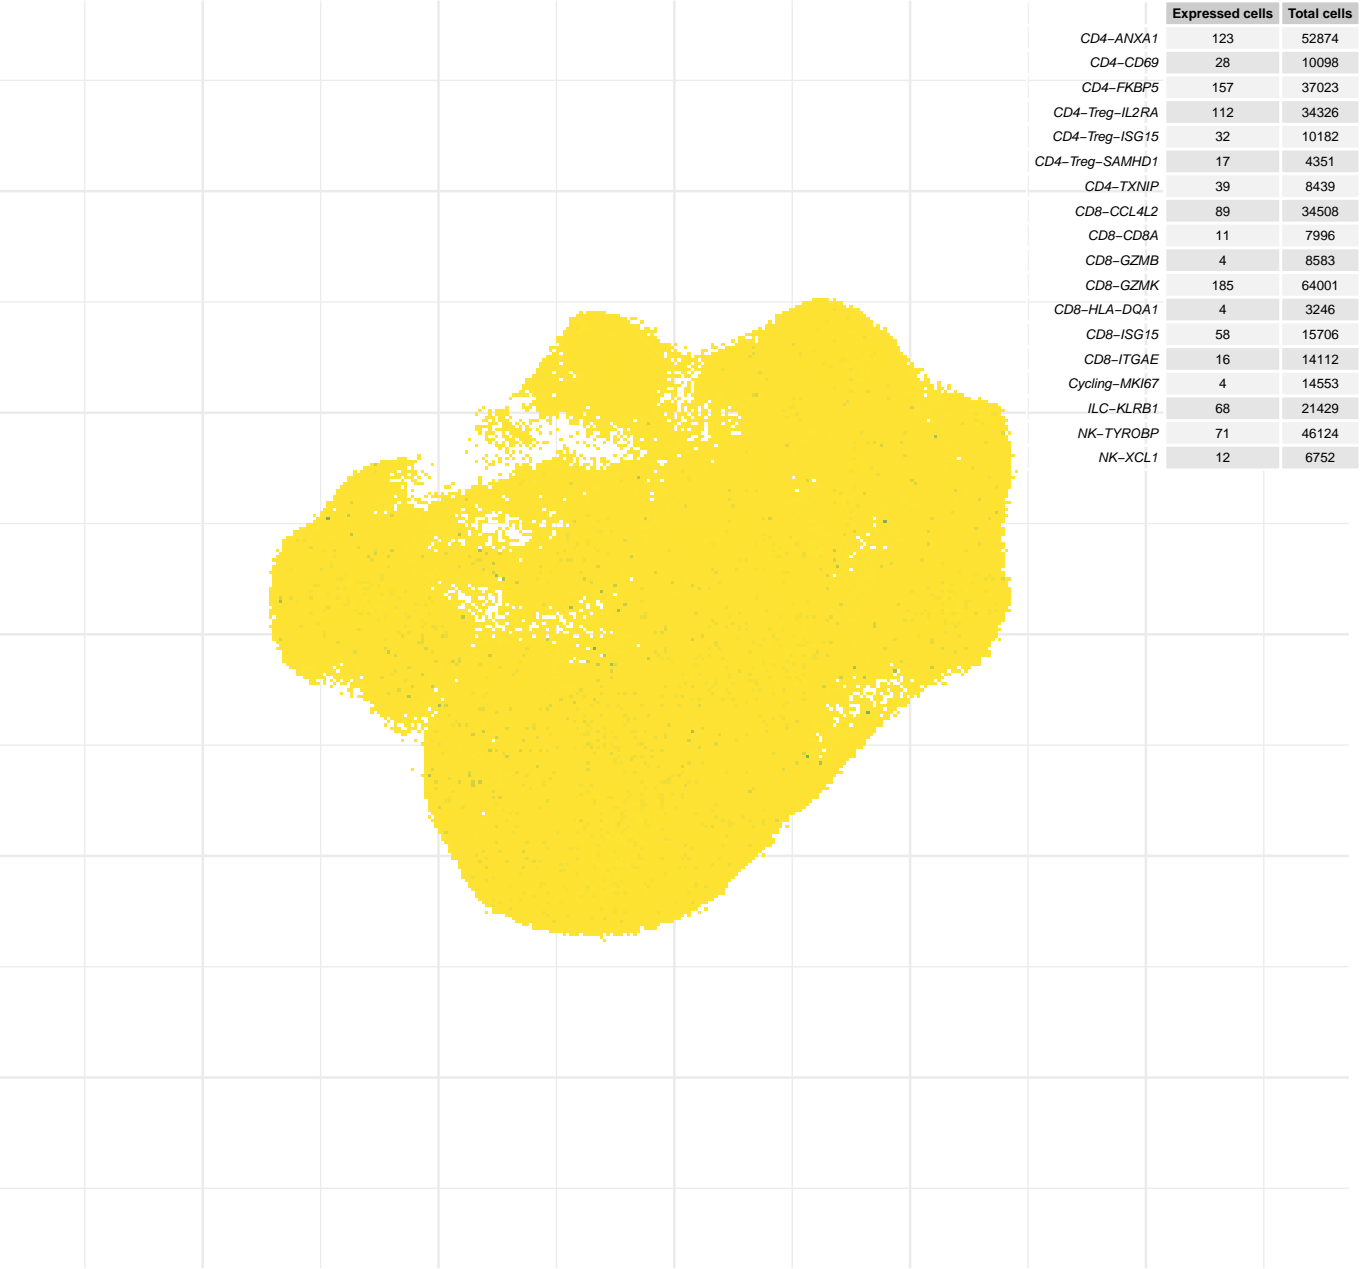 Expressed cells Total cells
CD4−ANXA1 123 52874
CD4−CD69 28 10098
CD4−FKBP5 157 37023
CD4−Treg−IL2RA 112 34326
CD4−Treg−ISG15 32 10182
CD4−Treg−SAMHD1 17 4351
CD4−TXNIP 39 8439
CD8−CCL4L2 89 34508
CD8−CD8A 11 7996
CD8−GZMB 4 8583
CD8−GZMK 185 64001
CD8−HLA−DQA1 4 3246
CD8−ISG15 58 15706
CD8−ITGAE 16 14112
Cycling−MKI67 4 14553
ILC−KLRB1 68 21429
NK−TYROBP 71 46124
NK−XCL1 12 6752